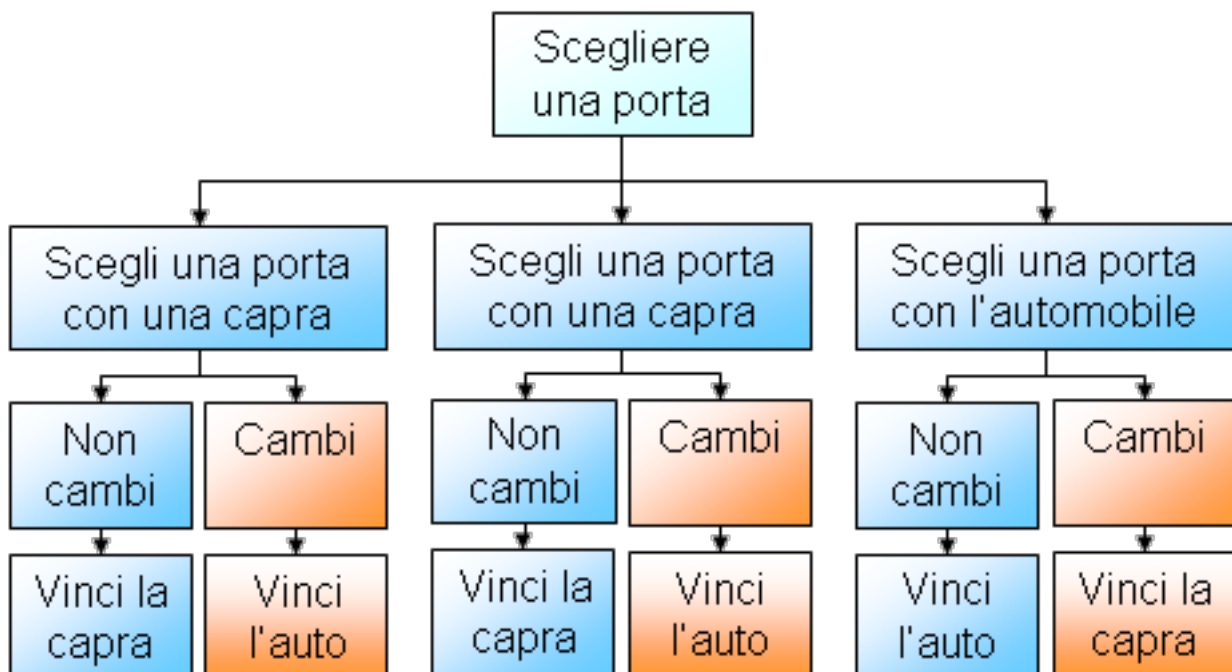 Scegliere
una porta
Scegli una porta
con una capra
Scegli una porta
con una capra
Scegli una porta
con l'automobile
Non
cambi
Cambi
Non
cambi
Cambi
Non
cambi
Cambi
Vinci la
capra
Vinci
l'auto
Vinci la
capra
Vinci
l'auto
Vinci
l'auto
Vinci la
capra